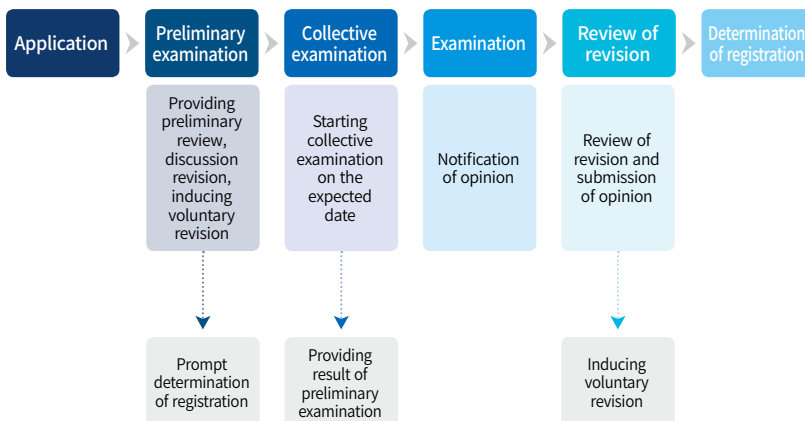 Application
Preliminary
examination
Collective
examination
Examination
Review of
revision
Determination
of registration
Providing
preliminary
review,
discussion
revision,
inducing
voluntary
revision
Starting
collective
examination
on the
expected
date
Notification
of opinion
Review of
revision and
submission
of opinion
Prompt
determination
of registration
Providing
result of
preliminary
examination
Inducing
voluntary
revision